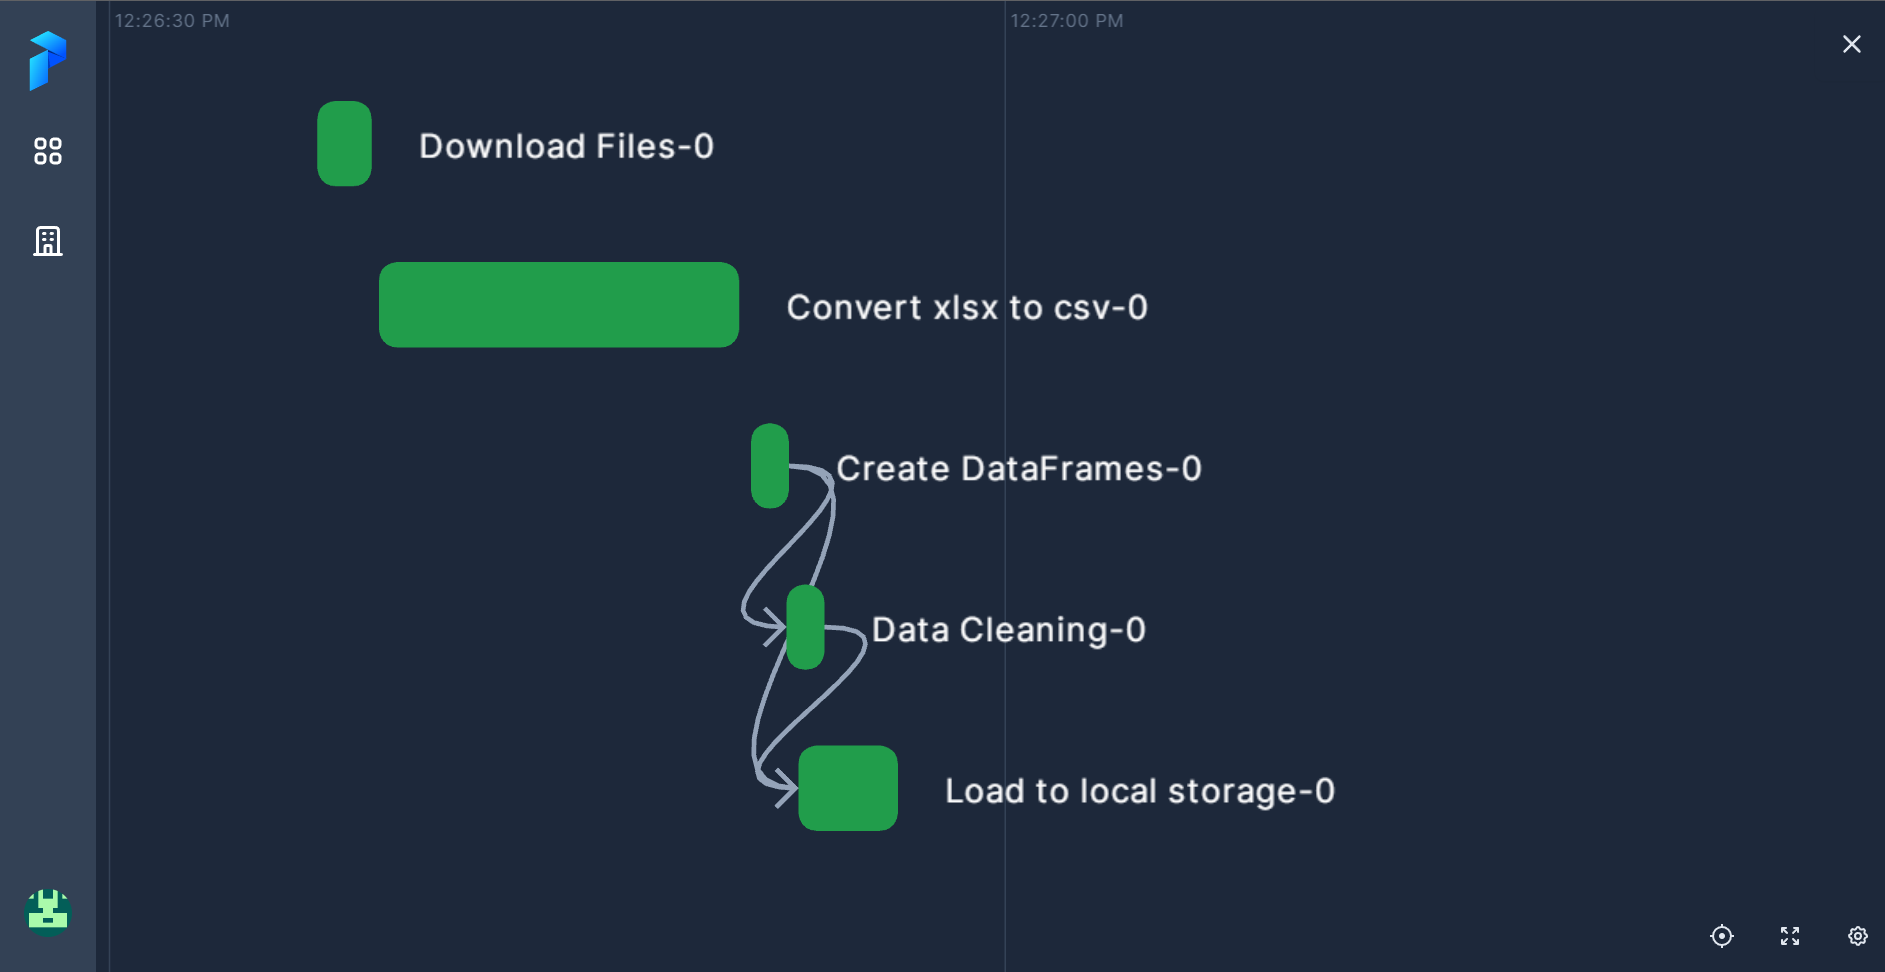 12:26:30 PM
12:27:00 PM
Download Files-0
Convert xlsx to csv-0
Create DataFrames-0
Data Cleaning-0
Load to local storage-0